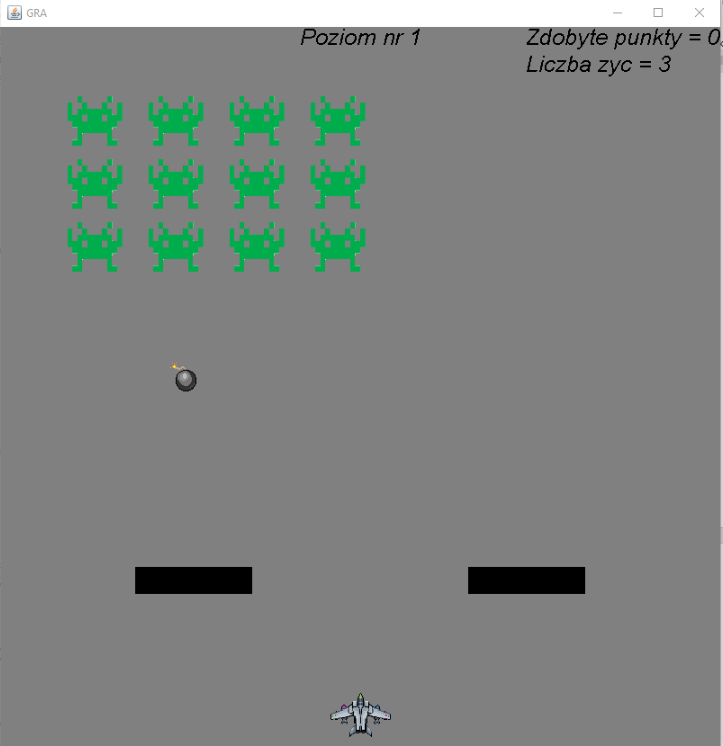 GRA
Poziom nr 1
Zdobyte punkty = 0
Liczba zyc = 3